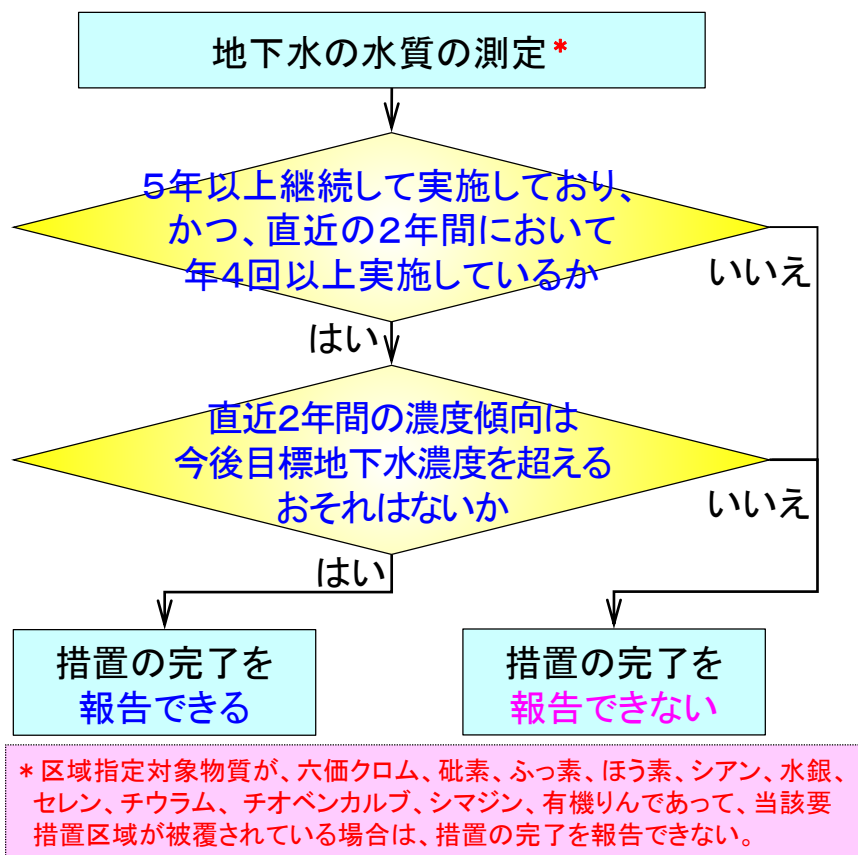 地下水の水質の測定*
5年以上継続して実施しており、
かつ、直近の2年間において
年4回以上実施しているか
いいえ
はい
直近2年間の濃度傾向は
今後目標地下水濃度を超える
おそれはないか
いいえ
はい
措置の完了を
報告できる
措置の完了を
報告できない
* 区域指定対象物質が、六価クロム、砒素、ふっ素、ほう素、シアン、水銀、
セレン、チウラム、 チオベンカルブ、シマジン、有機りんであって、当該要
措置区域が被覆されている場合は、措置の完了を報告できない。